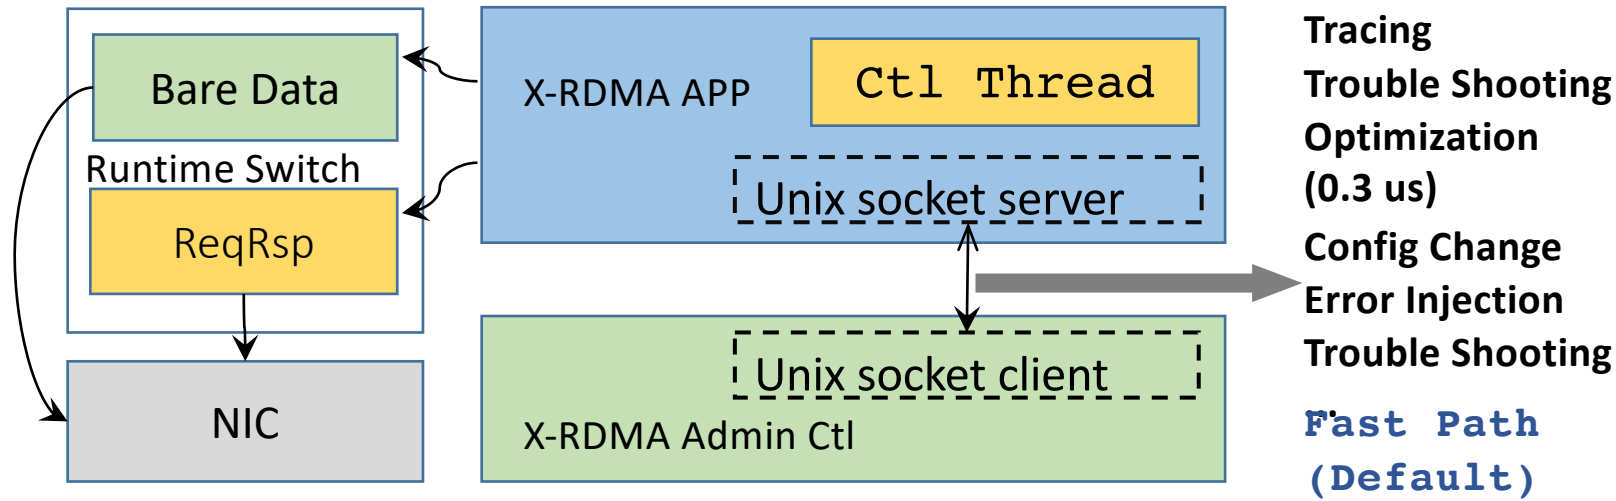 Bare Data
Runtime Switch
ReqRsp
NIC
X-RDMA APP
Ctl Thread
Unix socket server
Unix socket client
X-RDMA Admin Ctl
Tracing
Trouble Shooting
Optimization
(0.3 us)
Config Change
Error Injection
Trouble Shooting
...
Fast Path
(Default)